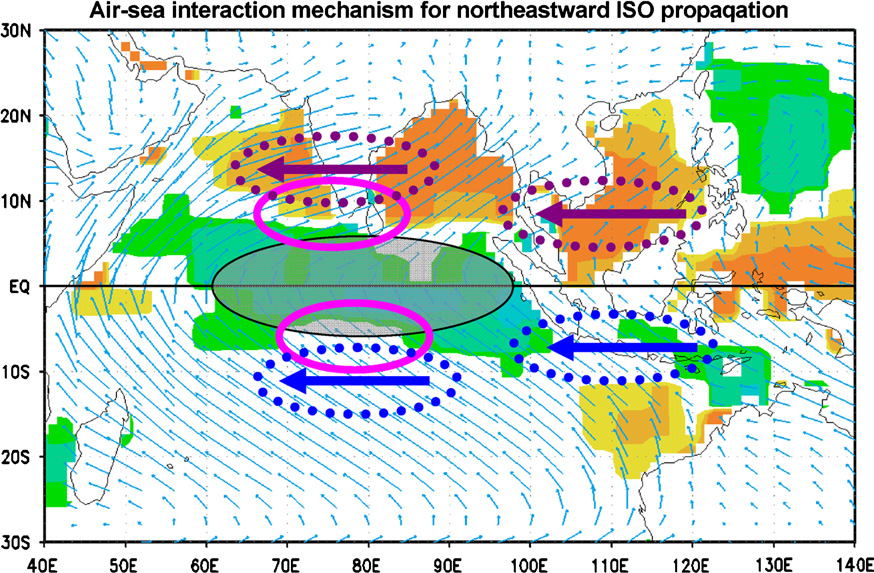 Air-sea interaction mechanism for northeastward ISO propaqation
30N
20N
10N
EQ
10S
20S
30S
40E 50E 60E 70E 80E 90E 100E 110E 120E 130E 140E